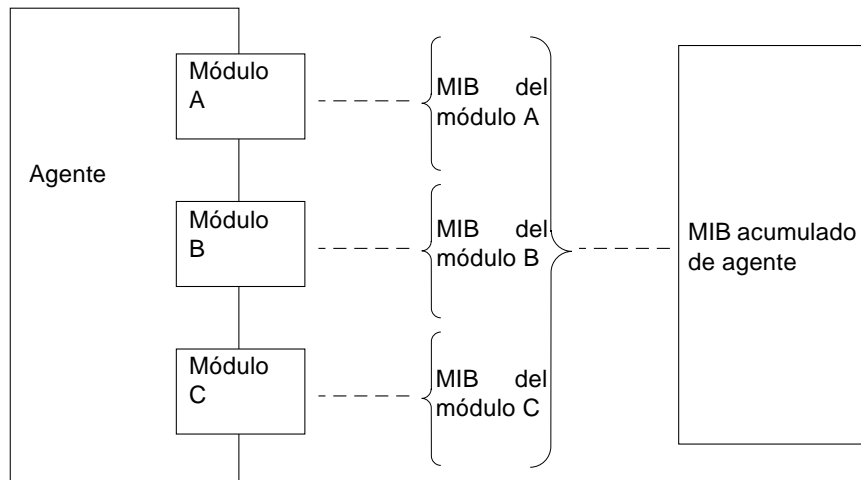 Módulo
A
MIB del
módulo A
Agente
Módulo
B
MIB del
módulo B
MIB acumulado
de agente
Módulo
C
MIB del
módulo C